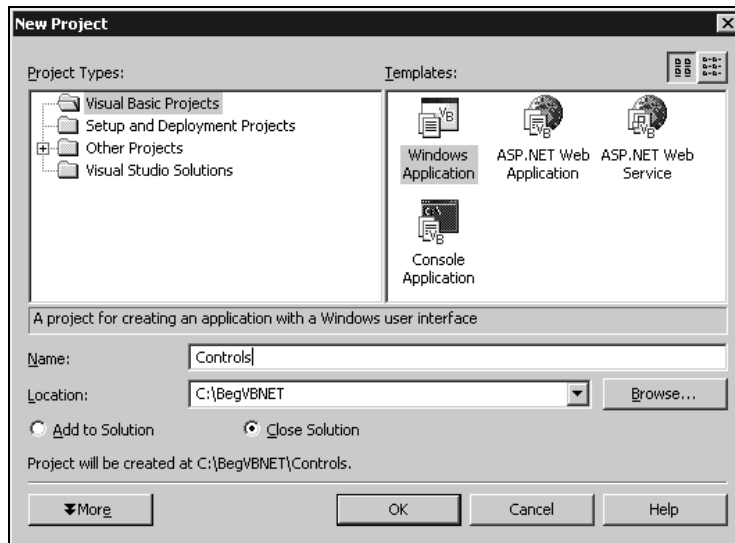 New Project
Project Types:
Templates:
Visual Basic Projects
Setup and Deployment Projects
Other Projects
Visual Studio Solutions
Windows
Application
ASP.NET Web
Application
ASP.NET Web
Service
Console
Application
A project for creating an application with a Windows user interface
Name:
Controls
Location:
C:\BegVBNET
Browse...
Add to Solution
Close Solution
Project will be created at C:\BegVBNET\Controls.
More
OK
Cancel
Help